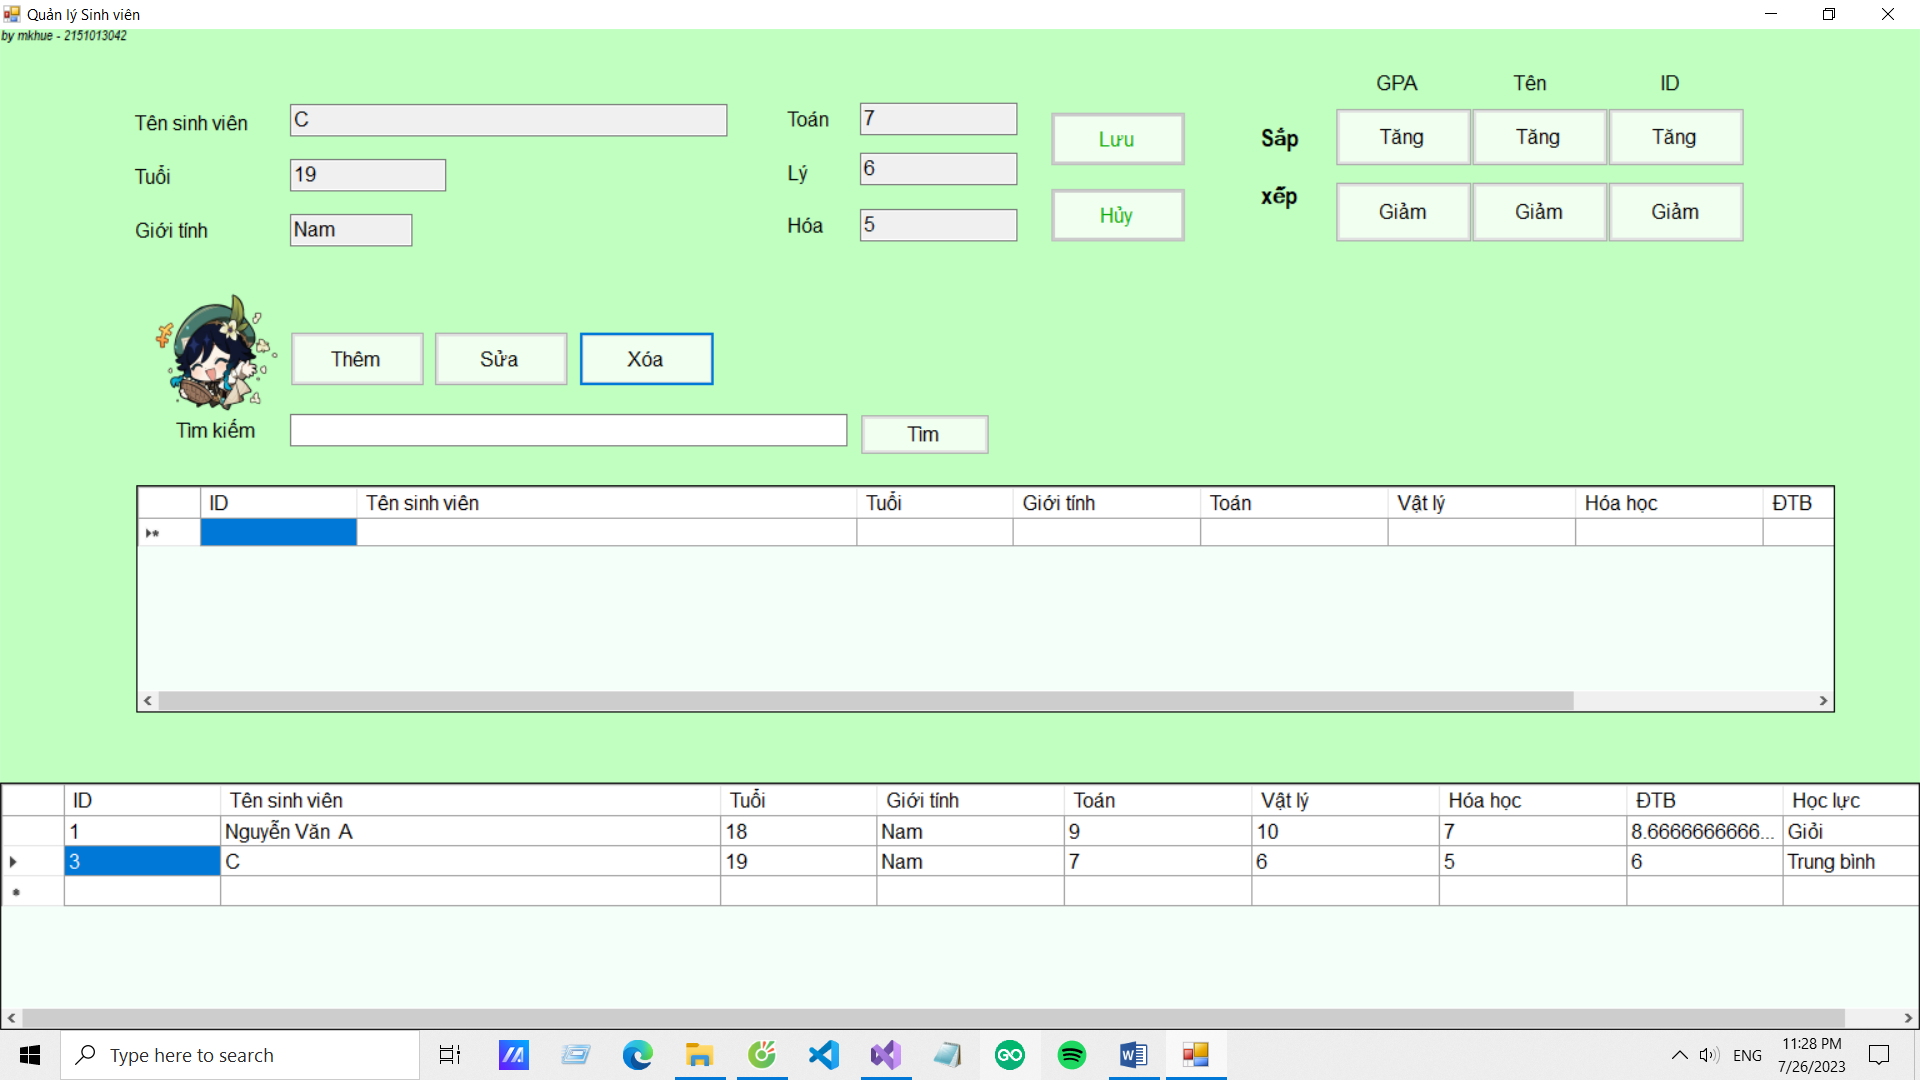 Quản lý Sinh viên
by mkhue - 2151013042
GPA Tên ID
Tên sinh viên C Toán 7 Lưu Sắp Tăng Tăng Tăng
Tuổi 19 Lý 6
Giới tính Nam Hóa 5 Hủy xếp Giảm Giảm Giảm
Thêm Sửa Xóa
Tìm kiếm Tìm
ID Tên sinh viên Tuổi Giới tính Toán Vật lý Hóa học ĐTB
ID Tên sinh viên Tuổi Giới tính Toán Vật lý Hóa học ĐTB Học lực
1 Nguyễn Văn A 18 Nam 9 10 7 8.6666666666... Giỏi
3 C 19 Nam 7 6 5 6 Trung bình
Type here to search GO ENG 11:28 PM
7/26/2023